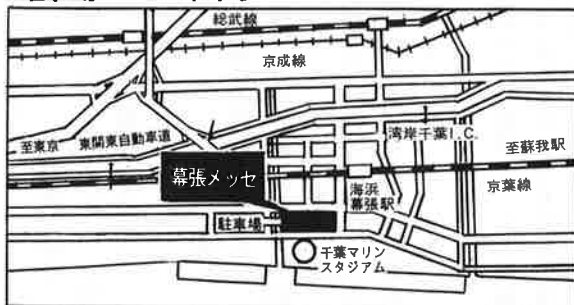 総武線
京成線
至東京
東関東自動車道
湾岸千葉I.C.
至蘇我駅
幕張メッセ
海浜
幕張駅
京葉線
駐車場
千葉マリン
スタジアム